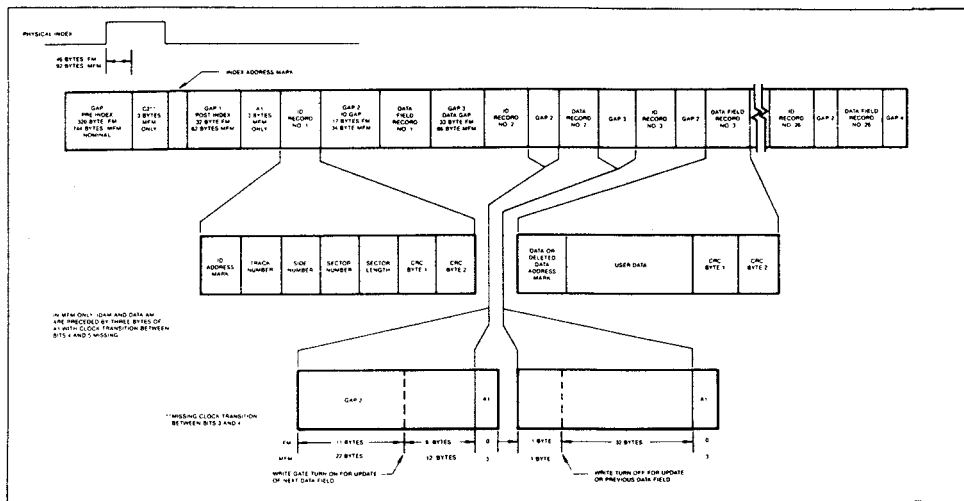 PHYSICAL INDEX
46 BYTES FM
92 BYTES MFM
INDEX ADDRESS MARK
GAP
PRE INDEX
320 BYTE FM
744 BYTES MFM
NOMINAL
C2**
3 BYTES
MFM
ONLY
GAP 1
POST INDEX
32 BYTE FM
62 BYTES MFM
A1
3 BYTES
MFM
ONLY
ID
RECORD
NO. 1
GAP 2
ID GAP
17 BYTES FM
34 BYTE MFM
DATA
FIELD
RECORD
NO. 1
GAP 3
DATA GAP
33 BYTE FM
66 BYTE MFM
ID
RECORD
NO. 2
GAP 2
DATA
RECORD
NO. 2
GAP 3
ID
RECORD
NO. 3
GAP 2
DATA FIELD
RECORD
NO. 3
ID
RECORD
NO. 26
GAP 2
DATA FIELD
RECORD
NO. 26
GAP 4
ID
ADDRESS
MARK
TRACK
NUMBER
SIDE
NUMBER
SECTOR
NUMBER
SECTOR
LENGTH
CRC
BYTE 1
CRC
BYTE 2
DATA OR
DELETED
DATA
ADDRESS
MARK
USER DATA
CRC
BYTE 1
CRC
BYTE 2
IN MFM ONLY, IDAM AND DATA AM
ARE PRECEDED BY THREE BYTES OF
A1 WITH CLOCK TRANSITION BETWEEN
BITS 4 AND 5 MISSING
GAP 2
A1
A1
**MISSING CLOCK TRANSITION
BETWEEN BITS 3 AND 4
FM 11 BYTES 6 BYTES 0 1 BYTE 32 BYTES 0
MFM 22 BYTES 12 BYTES 3 1 BYTE 3
WRITE GATE TURN ON FOR UPDATE
OF NEXT DATA FIELD
WRITE TURN OFF FOR UPDATE
OR PREVIOUS DATA FIELD